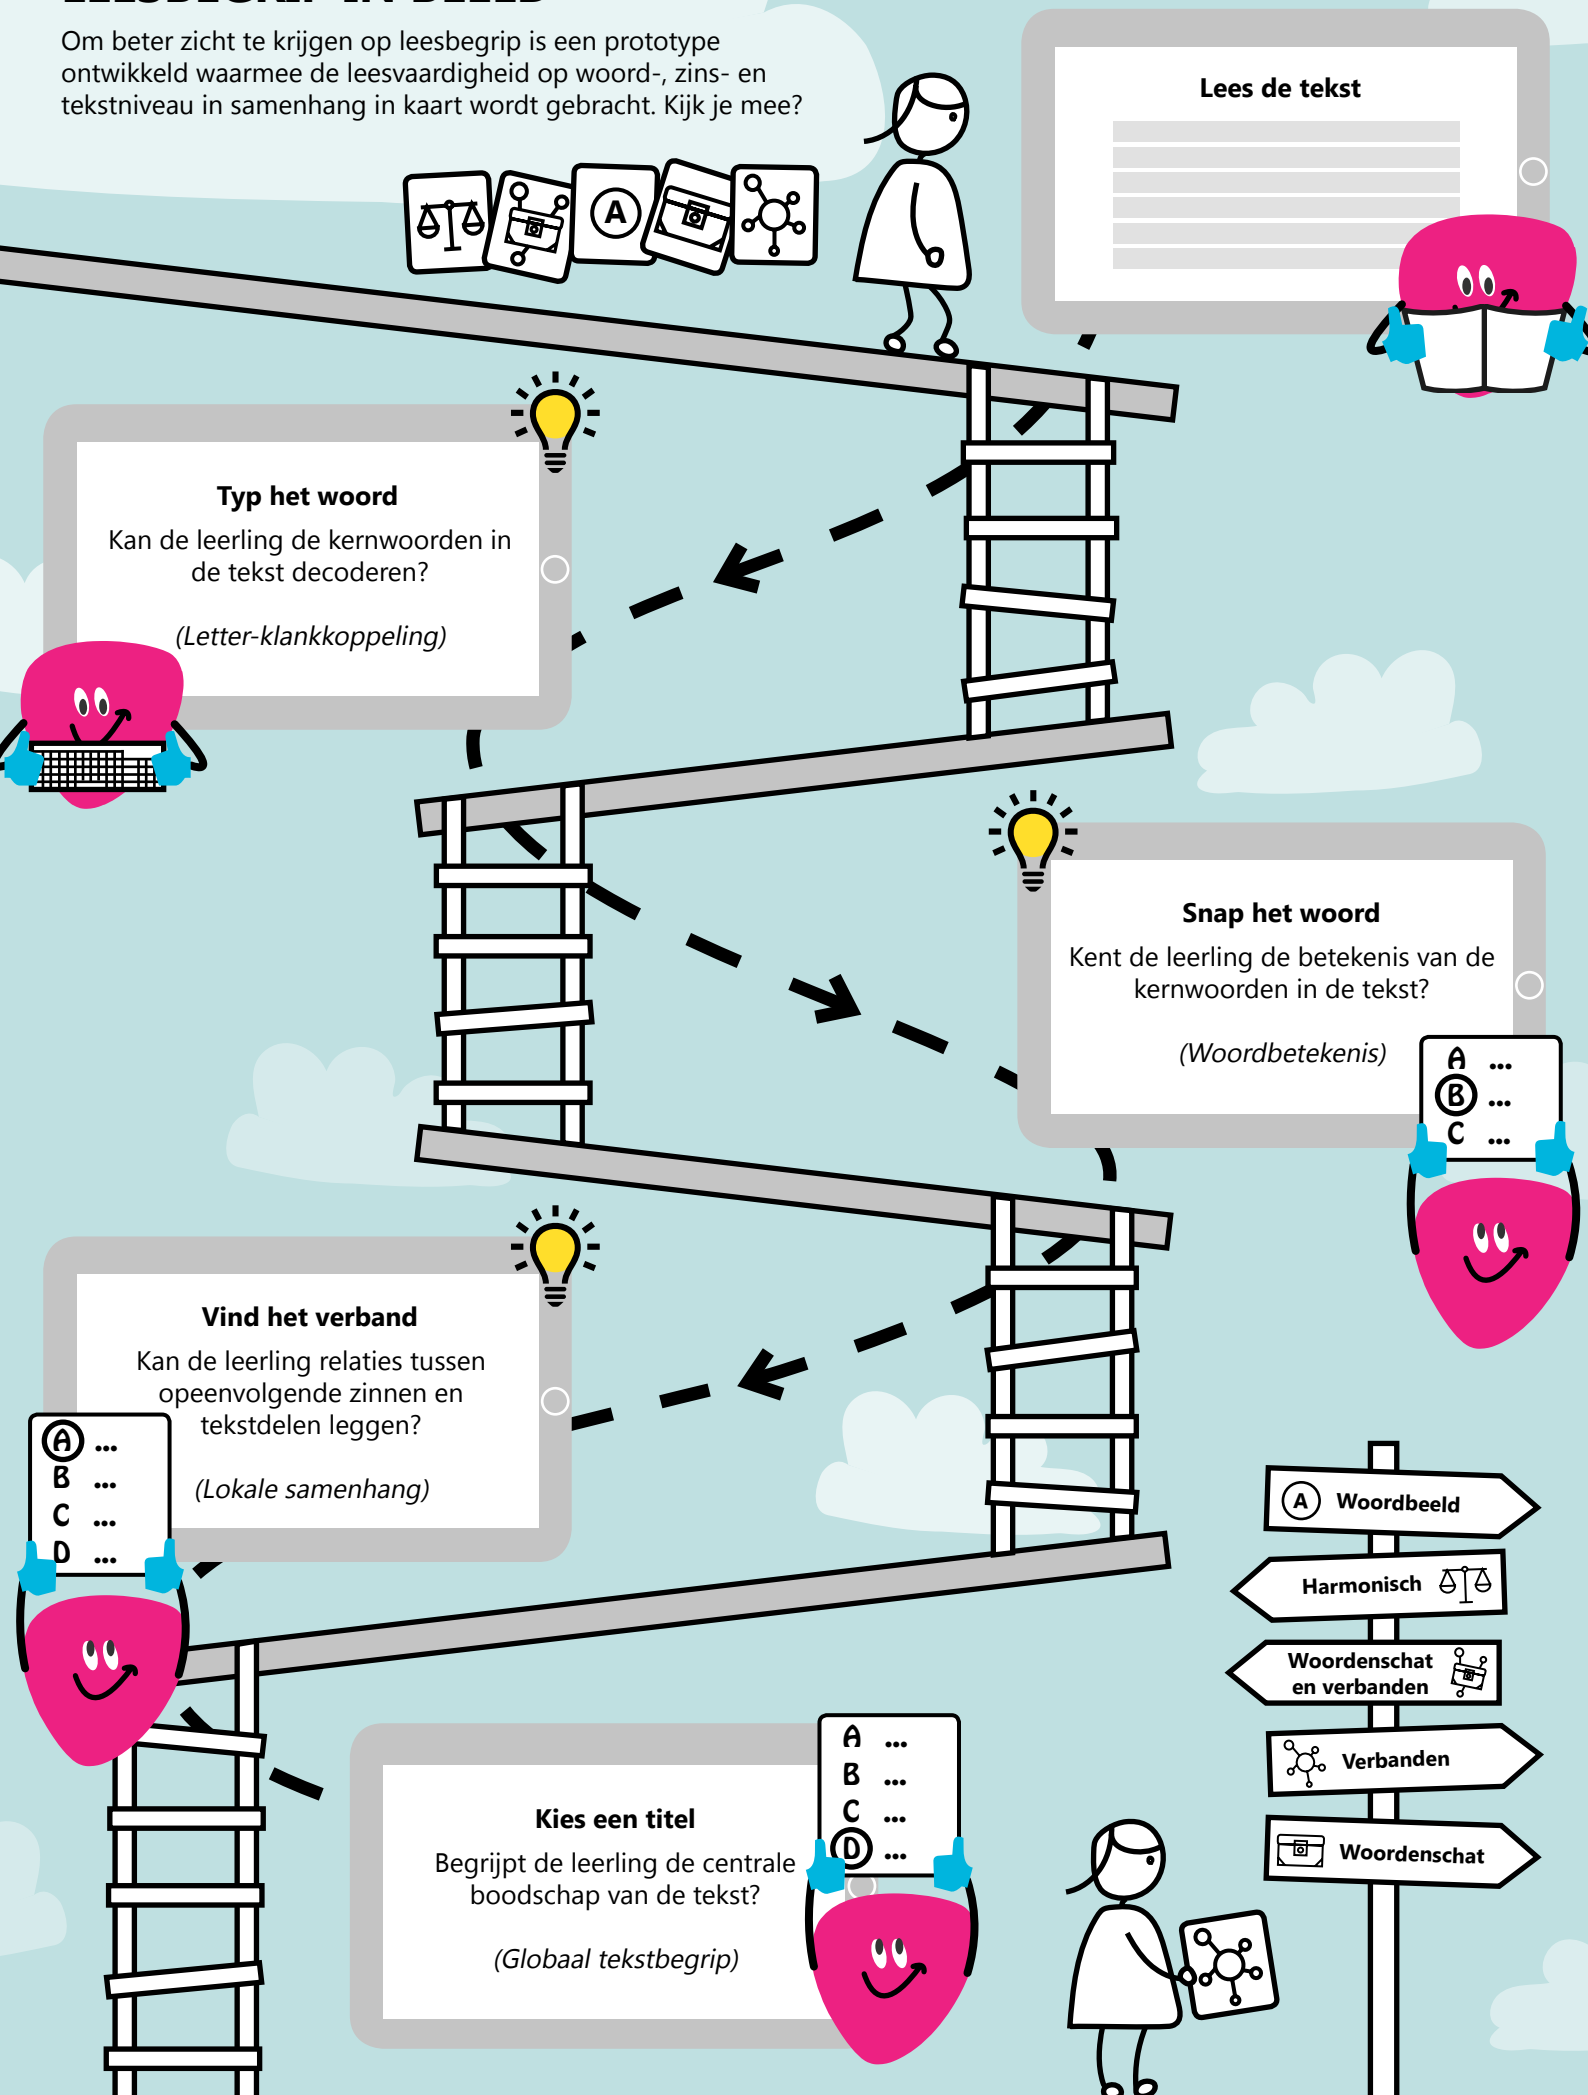 Om beter zicht te krijgen op leesbegrip is een prototype
ontwikkeld waarmee de leesvaardigheid op woord-, zins- en
tekstniveau in samenhang in kaart wordt gebracht. Kijk je mee?
A
Lees de tekst
Typ het woord
Kan de leerling de kernwoorden in
de tekst decoderen?
(Letter-klankkoppeling)
Snap het woord
Kent de leerling de betekenis van de
kernwoorden in de tekst?
(Woordbetekenis)
A ...
B ...
C ...
Vind het verband
Kan de leerling relaties tussen
opeenvolgende zinnen en
tekstdelen leggen?
(Lokale samenhang)
A ...
B ...
C ...
D ...
A Woordbeeld
Harmonisch
Woordenschat
en verbanden
Verbanden
Woordenschat
Kies een titel
Begrijpt de leerling de centrale
boodschap van de tekst?
(Globaal tekstbegrip)
A ...
B ...
C ...
D ...